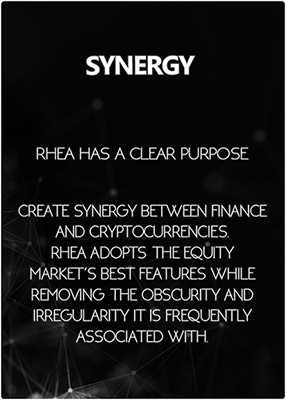 SYNERGY
RHEA HAS A CLEAR PURPOSE
CREATE SYNERGY BETWEEN FINANCE
AND CRYPTOCURRENCIES.
RHEA ADOPTS THE EQUITY
MARKET'S BEST FEATURES WHILE
REMOVING THE OBSCURITY AND
IRREGULARITY IT IS FREQUENTLY
ASSOCIATED WITH.